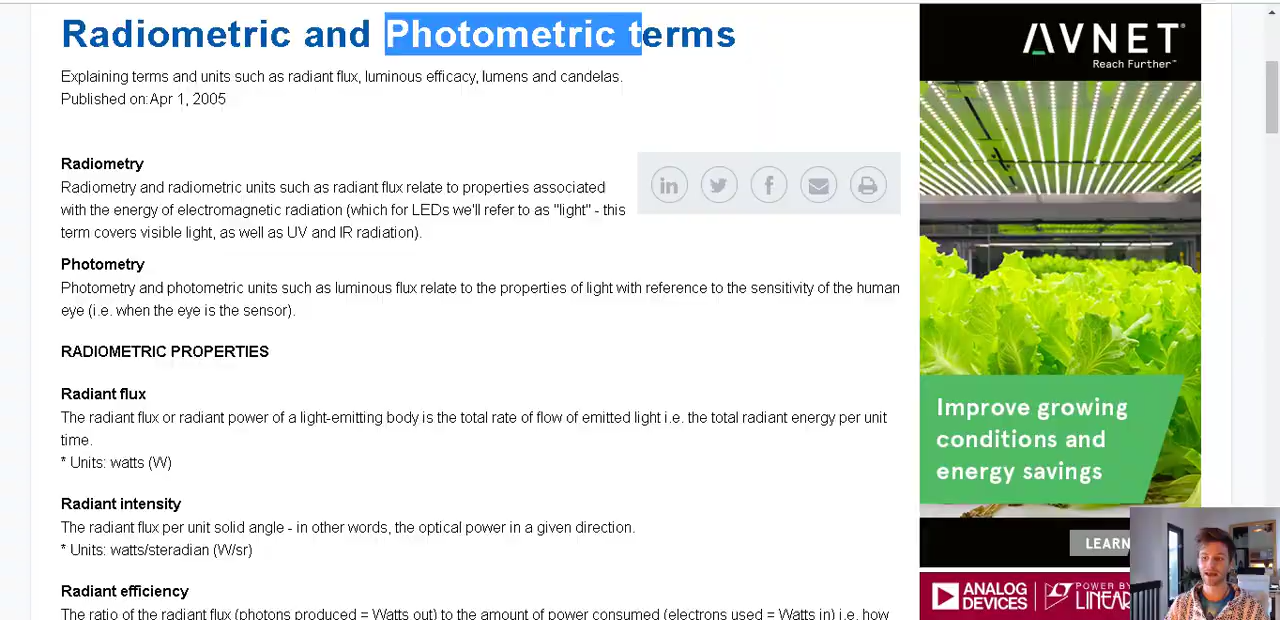 Radiometric and Photometric terms
Explaining terms and units such as radiant flux, luminous efficacy, lumens and candelas.
Published on:Apr 1, 2005
Radiometry
Radiometry and radiometric units such as radiant flux relate to properties associated
with the energy of electromagnetic radiation (which for LEDs we'll refer to as "light" - this
term covers visible light, as well as UV and IR radiation).
Photometry
Photometry and photometric units such as luminous flux relate to the properties of light with reference to the sensitivity of the human
eye (i.e. when the eye is the sensor).
RADIOMETRIC PROPERTIES
Radiant flux
The radiant flux or radiant power of a light-emitting body is the total rate of flow of emitted light i.e. the total radiant energy per unit
time.
* Units: watts (W)
Radiant intensity
The radiant flux per unit solid angle - in other words, the optical power in a given direction.
* Units: watts/steradian (W/sr)
Radiant efficiency
The ratio of the radiant flux (photons produced = Watts out) to the amount of power consumed (electrons used = Watts in) i.e. how
AVNET
Reach Further™
Improve growing
conditions and
energy savings
LEARN
ANALOG
DEVICES
POWER BY
LINEAR